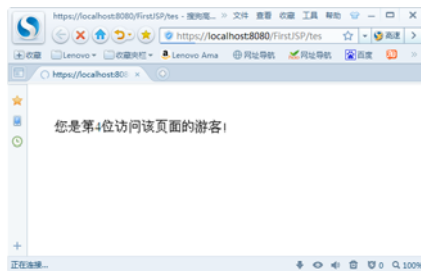 https://localhost:8080/FirstJSP/tes - 搜狗高... » 文件 查看 收藏 工具 帮助
https://localhost:8080/FirstJSP/tes 高速
收藏 Lenovo 收藏夹栏 Lenovo Ama 网址导航 网址导航 百度 »
https://localhost:808 ×
您是第4位访问该页面的游客!
正在连接... 0 100%